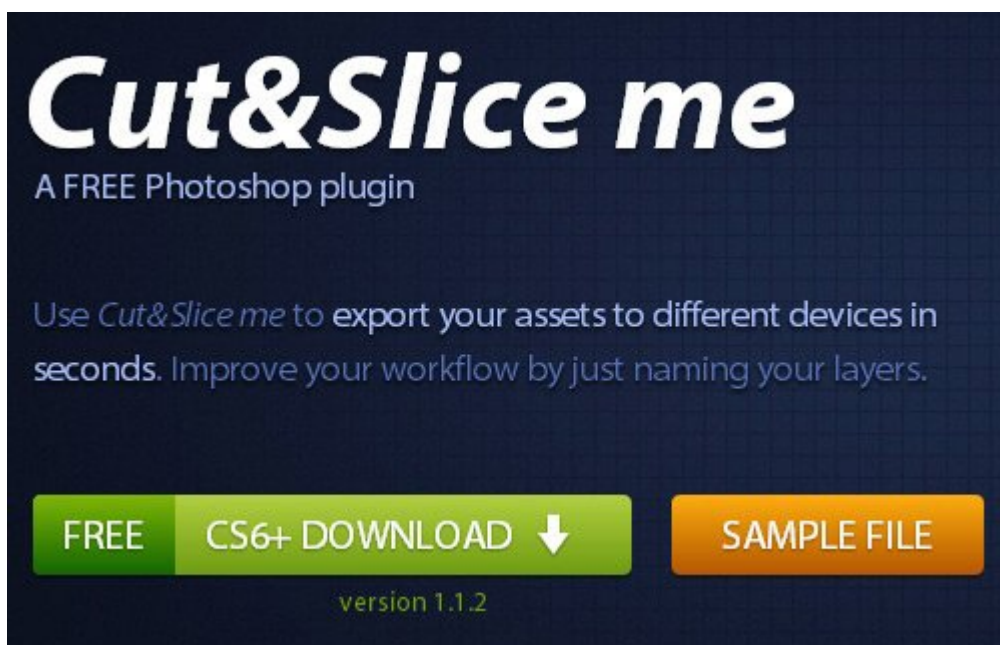 Cut&Slice me
A FREE Photoshop plugin
Use Cut&Slice me to export your assets to different devices in
seconds. Improve your workflow by just naming your layers.
FREE CS6+ DOWNLOAD SAMPLE FILE
version 1.1.2